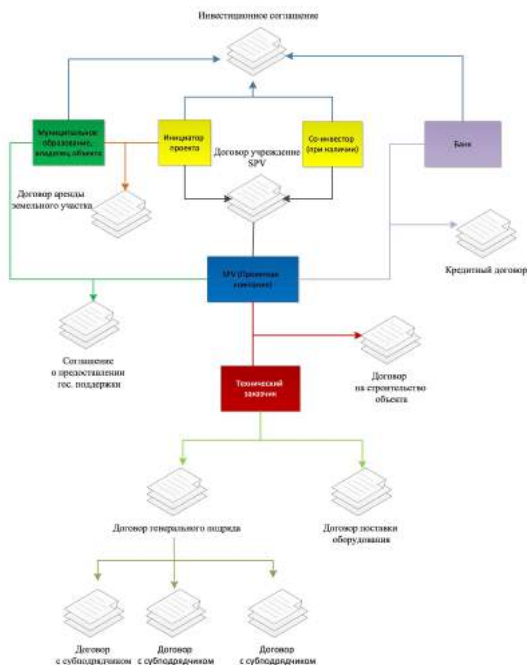 Инвестиционное соглашение
Муниципальное
образование,
владелец объекта
Инициатор
проекта
Со-инвестор
(при наличии)
Банк
Договор учреждение
SPV
Договор аренды
земельного участка
SPV (Проектная
компания)
Кредитный договор
Соглашение
о предоставлении
гос. поддержки
Технический
заказчик
Договор
на строительство
объекта
Договор генерального подряда
Договор поставки
оборудования
Договор
с субподрядчиком
Договор
с субподрядчиком
Договор
с субподрядчиком